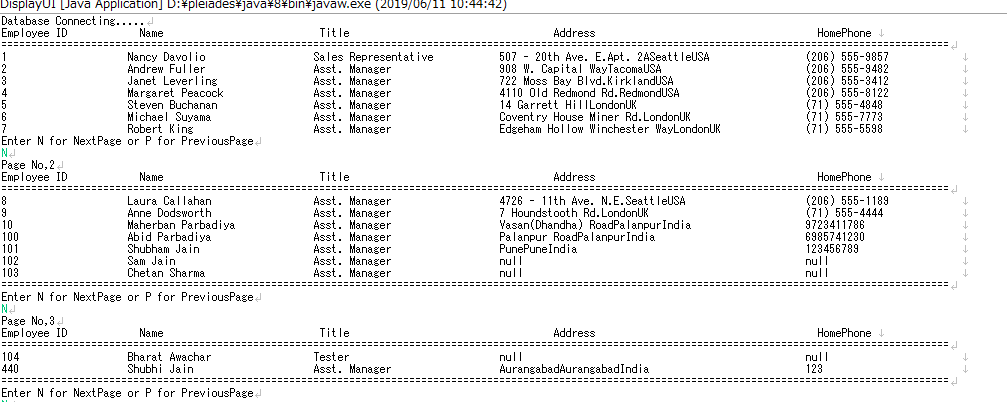 DisplayUI [Java Application] D:¥pleiades¥java¥8¥bin¥javaw.exe (2019/06/11 10:44:42)
Database Connecting.....↓
Employee ID Name Title Address HomePhone ↓
========================================↵
1 Nancy Davolio Sales Representative 507 - 20th Ave. E.Apt. 2ASeattleUSA (206) 555-9857 ↓
2 Andrew Fuller Asst. Manager 908 W. Capital WayTacomaUSA (206) 555-9482 ↓
3 Janet Leverling Asst. Manager 722 Moss Bay Blvd.KirklandUSA (206) 555-3412 ↓
4 Margaret Peacock Asst. Manager 4110 Old Redmond Rd.RedmondUSA (206) 555-8122 ↓
5 Steven Buchanan Asst. Manager 14 Garrett HillLondonUK (71) 555-4848 ↓
6 Michael Suyama Asst. Manager Coventry House Miner Rd.LondonUK (71) 555-7773 ↓
7 Robert King Asst. Manager Edgeham Hollow Winchester WayLondonUK (71) 555-5598 ↓
Enter N for NextPage or P for PreviousPage↵
N↵
Page No,2
Employee ID Name Title Address HomePhone ↓
========================================↵
8 Laura Callahan Asst. Manager 4726 - 11th Ave. N.E.SeattleUSA (206) 555-1189 ↓
9 Anne Dodsworth Asst. Manager 7 Houndstooth Rd.LondonUK (71) 555-4444 ↓
10 Maherban Parbadiya Asst. Manager Vasan(Dhandha) RoadPalanpurIndia 9723411786 ↓
100 Abid Parbadiya Asst. Manager Palanpur RoadPalanpurIndia 6985741230 ↓
101 Shubham Jain Asst. Manager PunePuneIndia 123456789 ↓
102 Sam Jain Asst. Manager null null ↓
103 Chetan Sharma Asst. Manager null null ↓
========================================↵
Enter N for NextPage or P for PreviousPage↵
N↵
Page No,3↵
Employee ID Name Title Address HomePhone ↓
========================================↵
104 Bharat Awachar Tester null null ↓
440 Shubhi Jain Asst. Manager AurangabadAurangabadIndia 123 ↓
========================================↵
Enter N for NextPage or P for PreviousPage↵